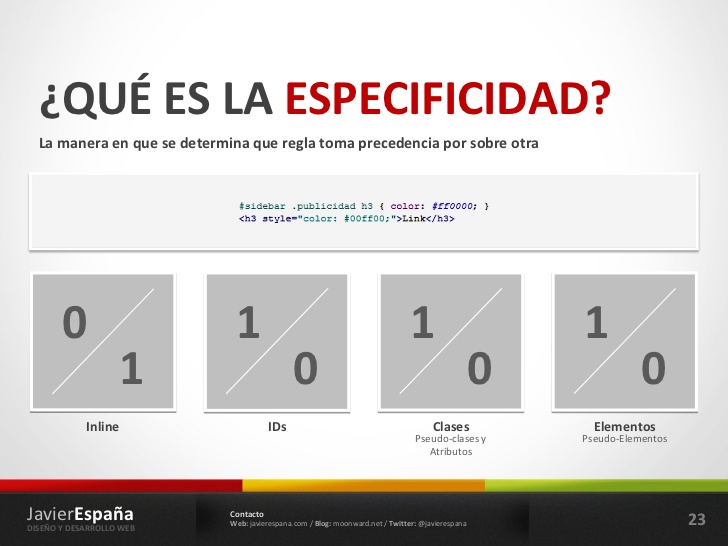 ¿QUÉ ES LA ESPECIFICIDAD?
La manera en que se determina que regla toma precedencia por sobre otra
#sidebar .publicidad h3 { color: #ff0000; }
<h3 style="color: #00ff00;">Link</h3>
0
1
1
0
1
0
1
0
Inline
IDs
Clases
Pseudo-clases y
Atributos
Elementos
Pseudo-Elementos
JavierEspaña
DISEÑO Y DESARROLLO WEB
Contacto
Web: javierespana.com / Blog: moonward.net / Twitter: @javierespana
23